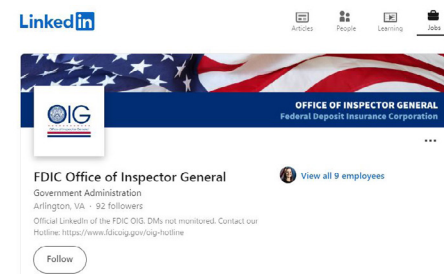 Linked in
Articles
People
Learning
Jobs
OFFICE OF INSPECTOR GENERAL
Federal Deposit Insurance Corporation
OIG
FDIC Office of Inspector General
Government Administration
Arlington, VA · 92 followers
Official LinkedIn of the FDIC OIG. DMs not monitored. Contact our
Hotline: https://www.fdicoig.gov/oig-hotline
View all 9 employees
Follow